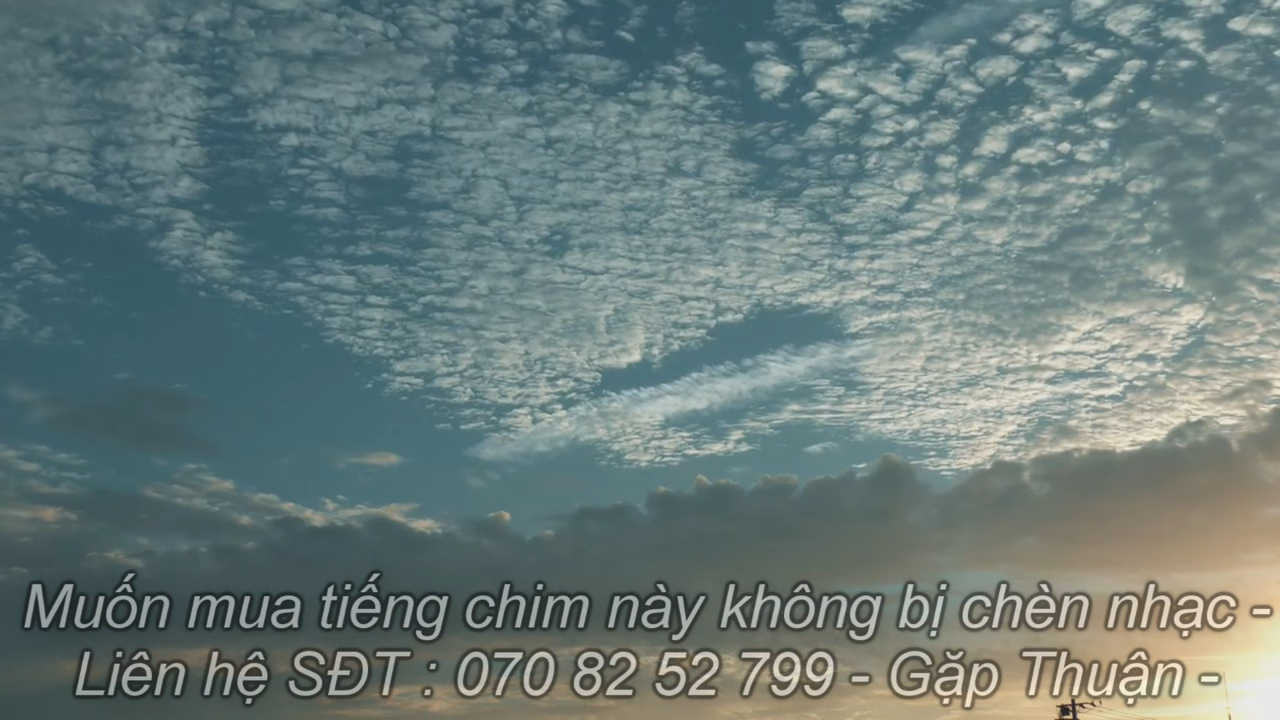 Muốn mua tiếng chim này không bị chèn nhạc -
Liên hệ SĐT : 070 82 52 799 - Gặp Thuận -